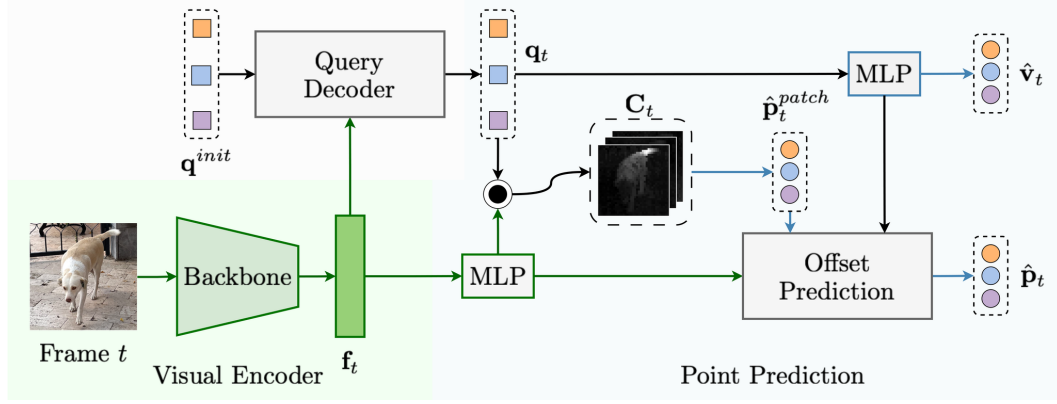 q^{init}
Query
Decoder
q_t
C_t
p̂_t^{patch}
MLP
v̂_t
Frame t
Backbone
f_t
MLP
Offset
Prediction
p̂_t
Visual Encoder
Point Prediction